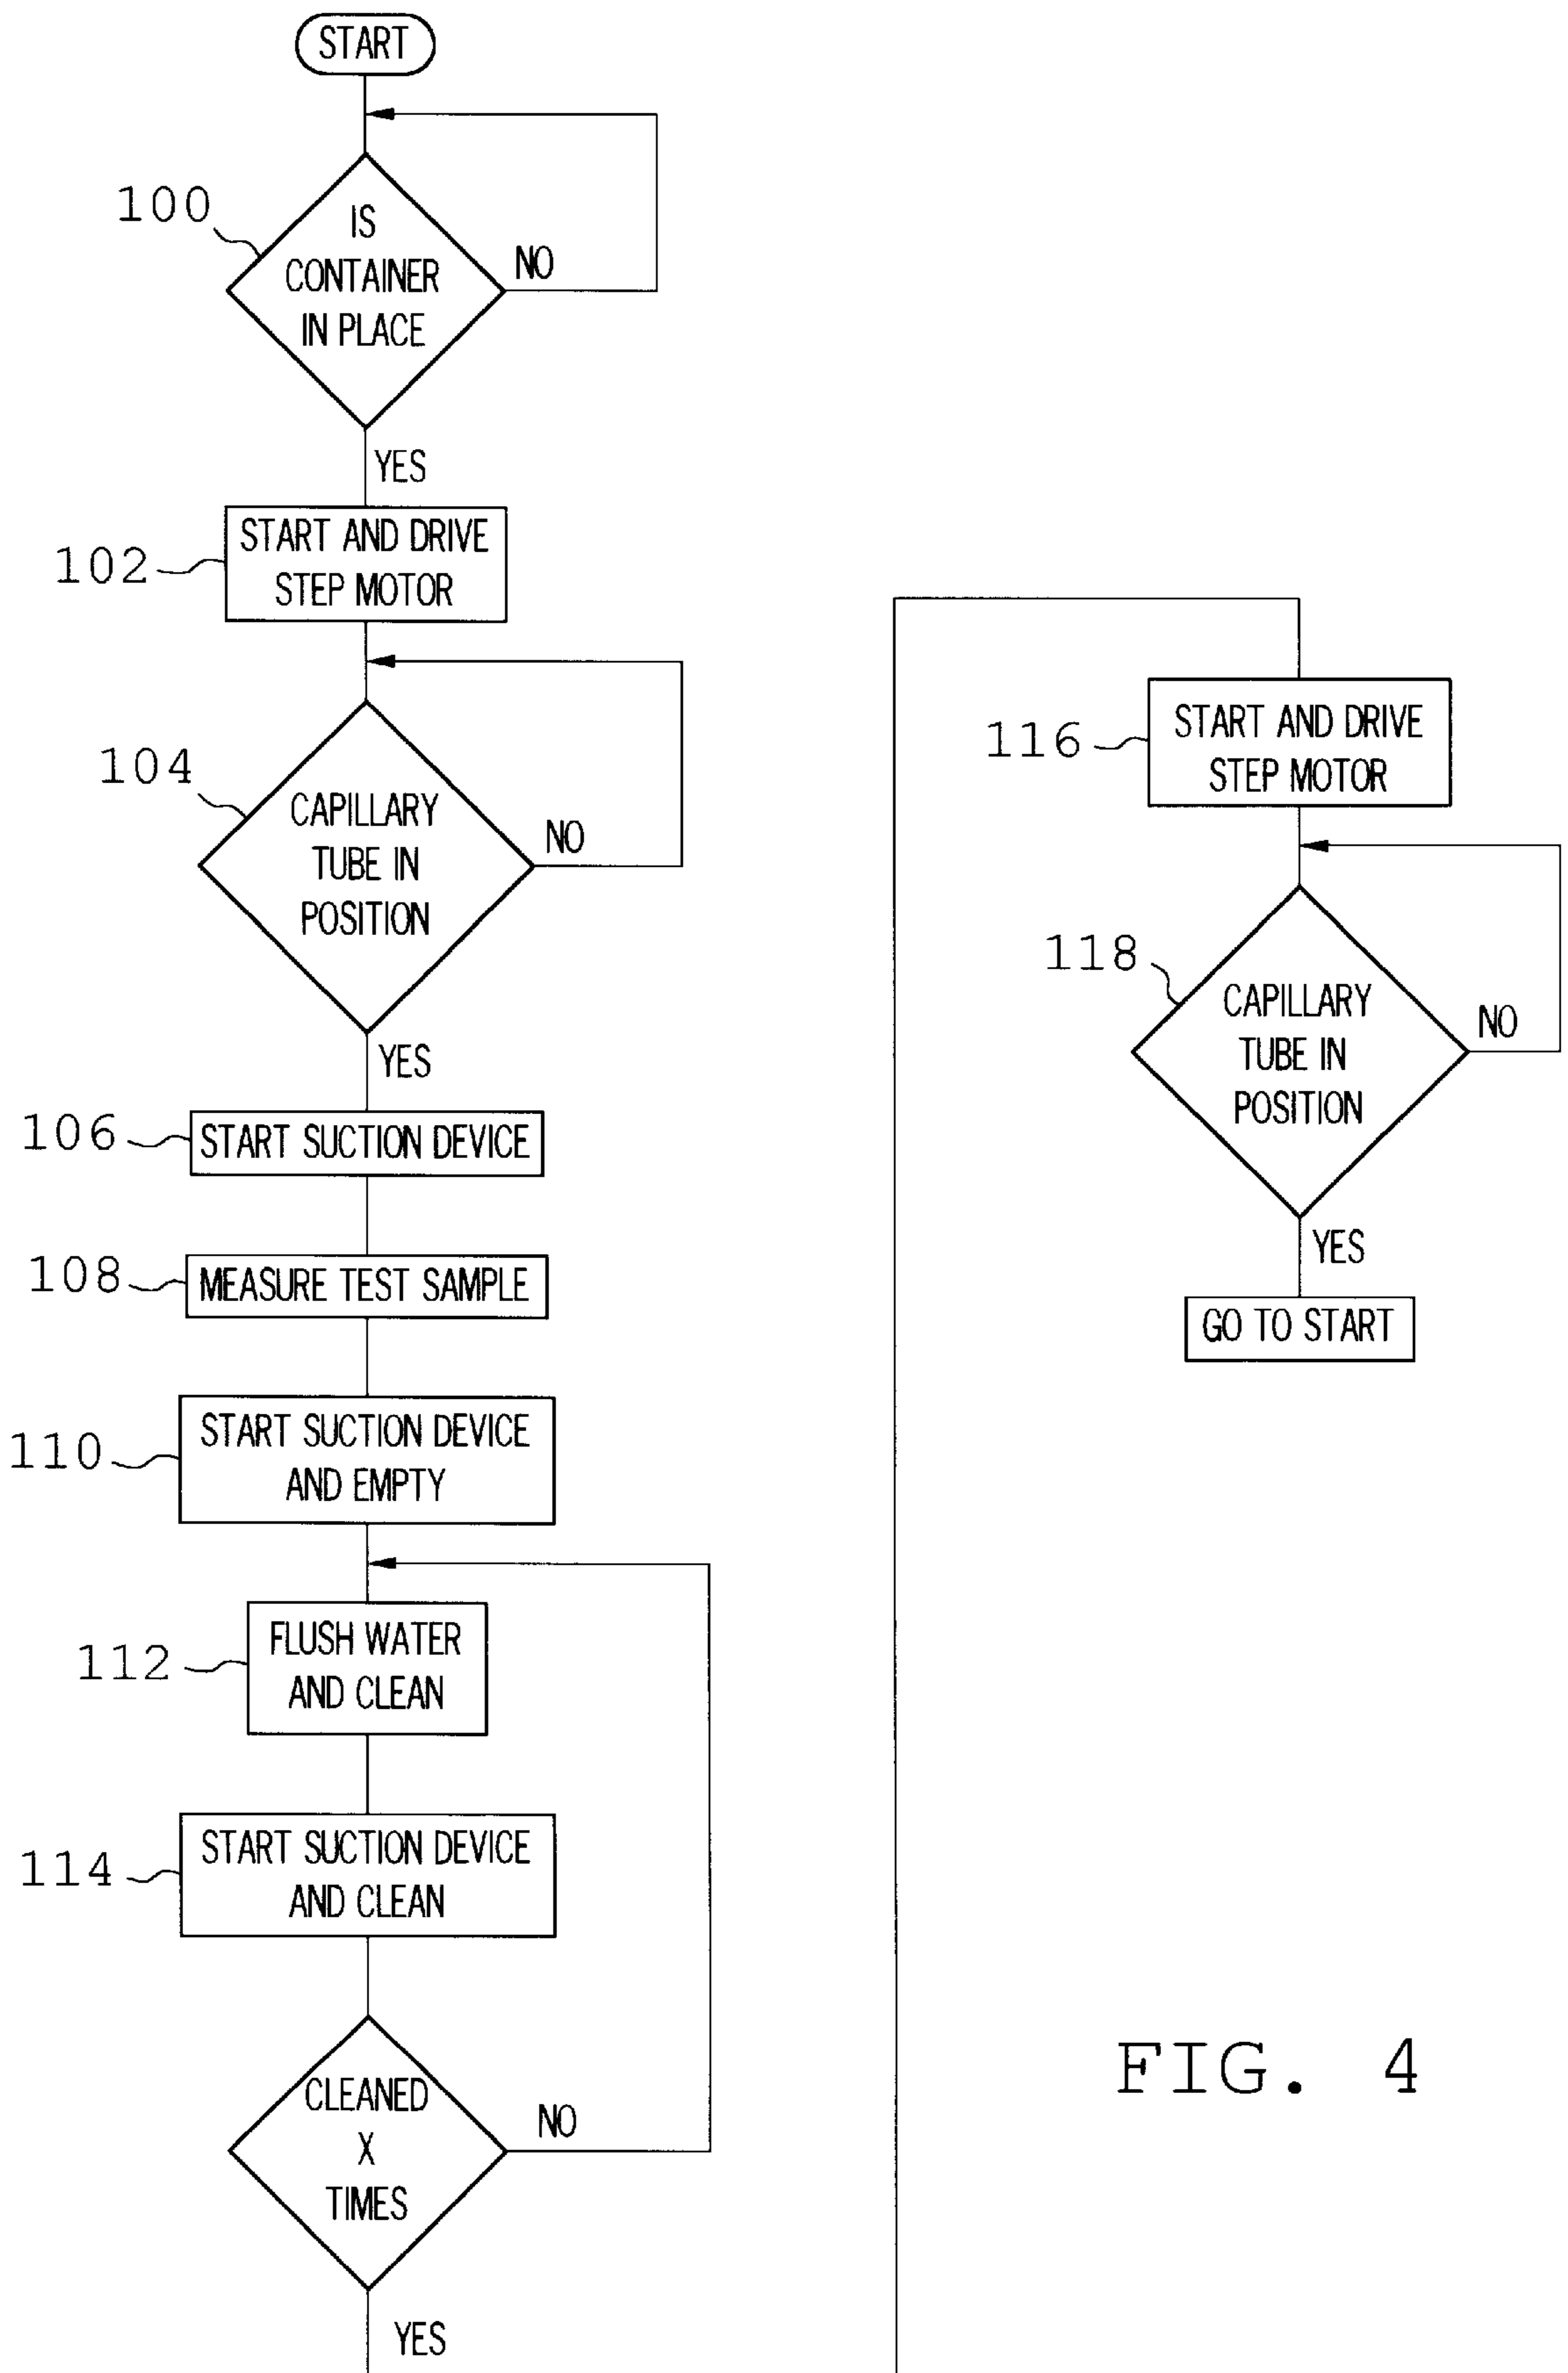 START
100
IS
CONTAINER
IN PLACE
NO
YES
102
START AND DRIVE
STEP MOTOR
104
CAPILLARY
TUBE IN
POSITION
NO
YES
106
START SUCTION DEVICE
108
MEASURE TEST SAMPLE
110
START SUCTION DEVICE
AND EMPTY
112
FLUSH WATER
AND CLEAN
114
START SUCTION DEVICE
AND CLEAN
CLEANED
X
TIMES
NO
YES
116
START AND DRIVE
STEP MOTOR
118
CAPILLARY
TUBE IN
POSITION
NO
YES
GO TO START
FIG. 4